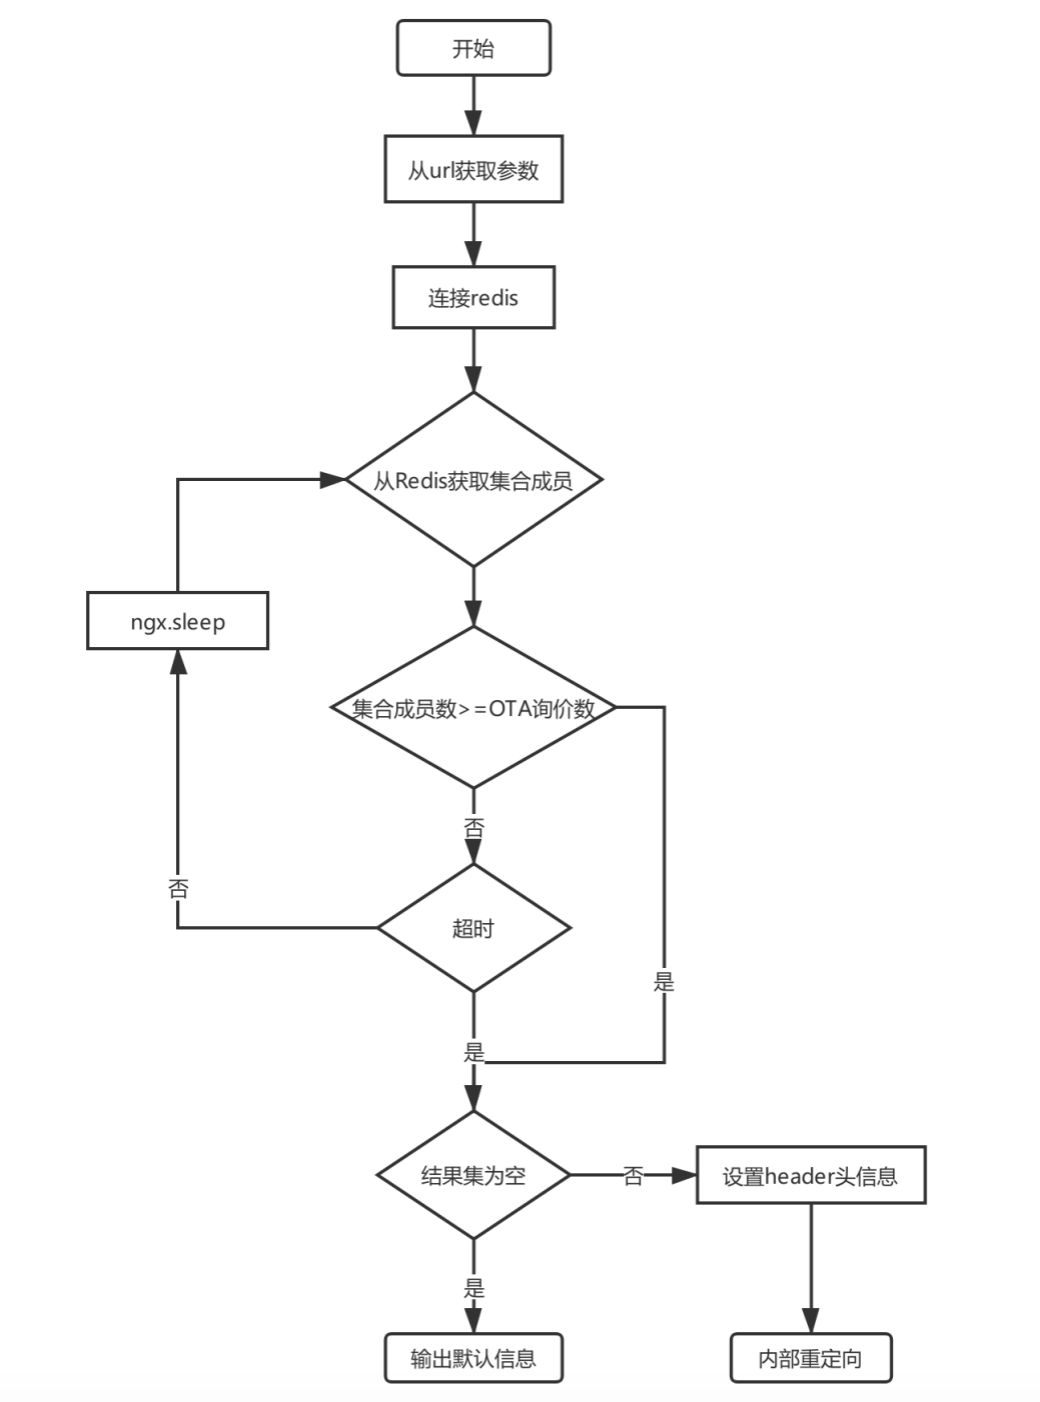 开始
从url获取参数
连接redis
从Redis获取集合成员
ngx.sleep
集合成员数>=OTA询价数
否
否
超时
是
是
结果集为空
否
设置header头信息
是
输出默认信息
内部重定向